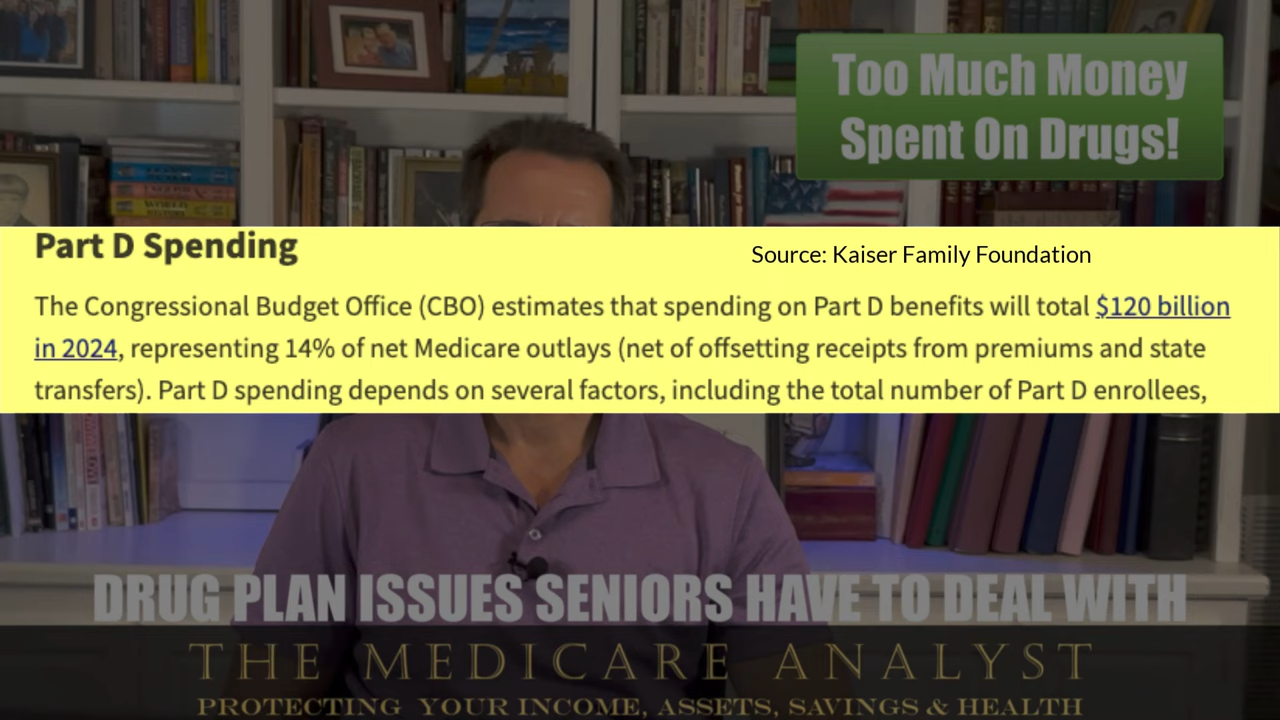 Too Much Money
Spent On Drugs!
Part D Spending
Source: Kaiser Family Foundation
The Congressional Budget Office (CBO) estimates that spending on Part D benefits will total $120 billion
in 2024, representing 14% of net Medicare outlays (net of offsetting receipts from premiums and state
transfers). Part D spending depends on several factors, including the total number of Part D enrollees,
DRUG PLAN ISSUES SENIORS HAVE TO DEAL WITH
THE MEDICARE ANALYST
PROTECTING YOUR INCOME, ASSETS, SAVINGS & HEALTH